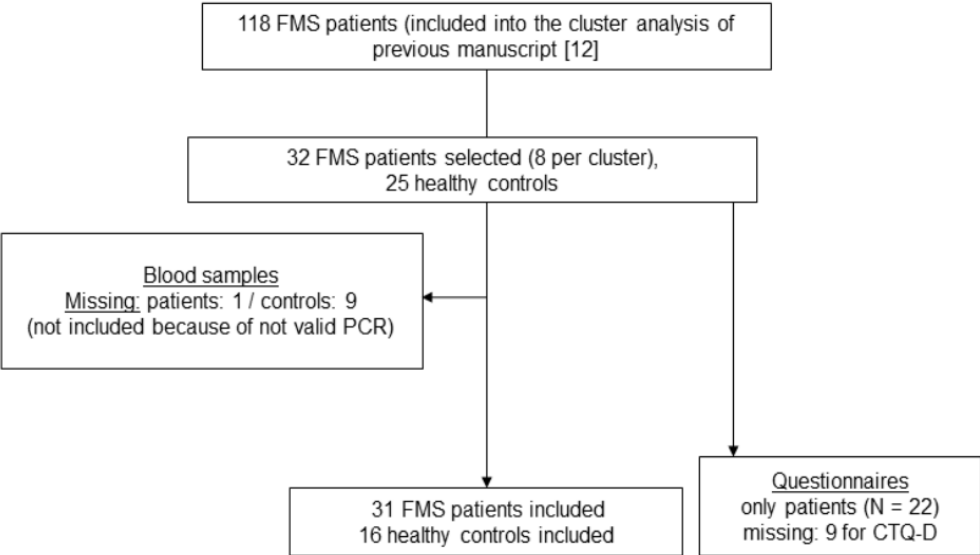 118 FMS patients (included into the cluster analysis of
previous manuscript [12]
32 FMS patients selected (8 per cluster),
25 healthy controls
Blood samples
Missing: patients: 1 / controls: 9
(not included because of not valid PCR)
31 FMS patients included
16 healthy controls included
Questionnaires
only patients (N = 22)
missing: 9 for CTQ-D